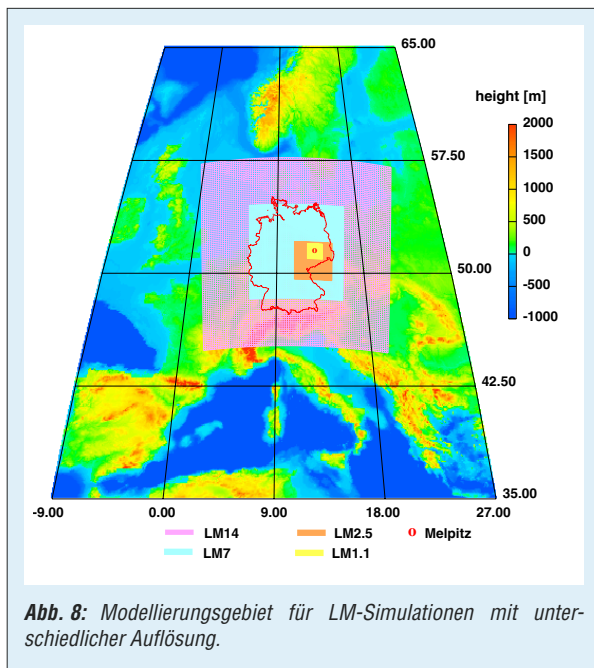 65.00
height [m]
2000
57.50
1500
1000
500
0
50.00
-500
-1000
42.50
35.00
-9.00 0.00 9.00 18.00 27.00
LM14 LM2.5 o Melpitz
LM7 LM1.1
Abb. 8: Modellierungsgebiet für LM-Simulationen mit unter-
schiedlicher Auflösung.